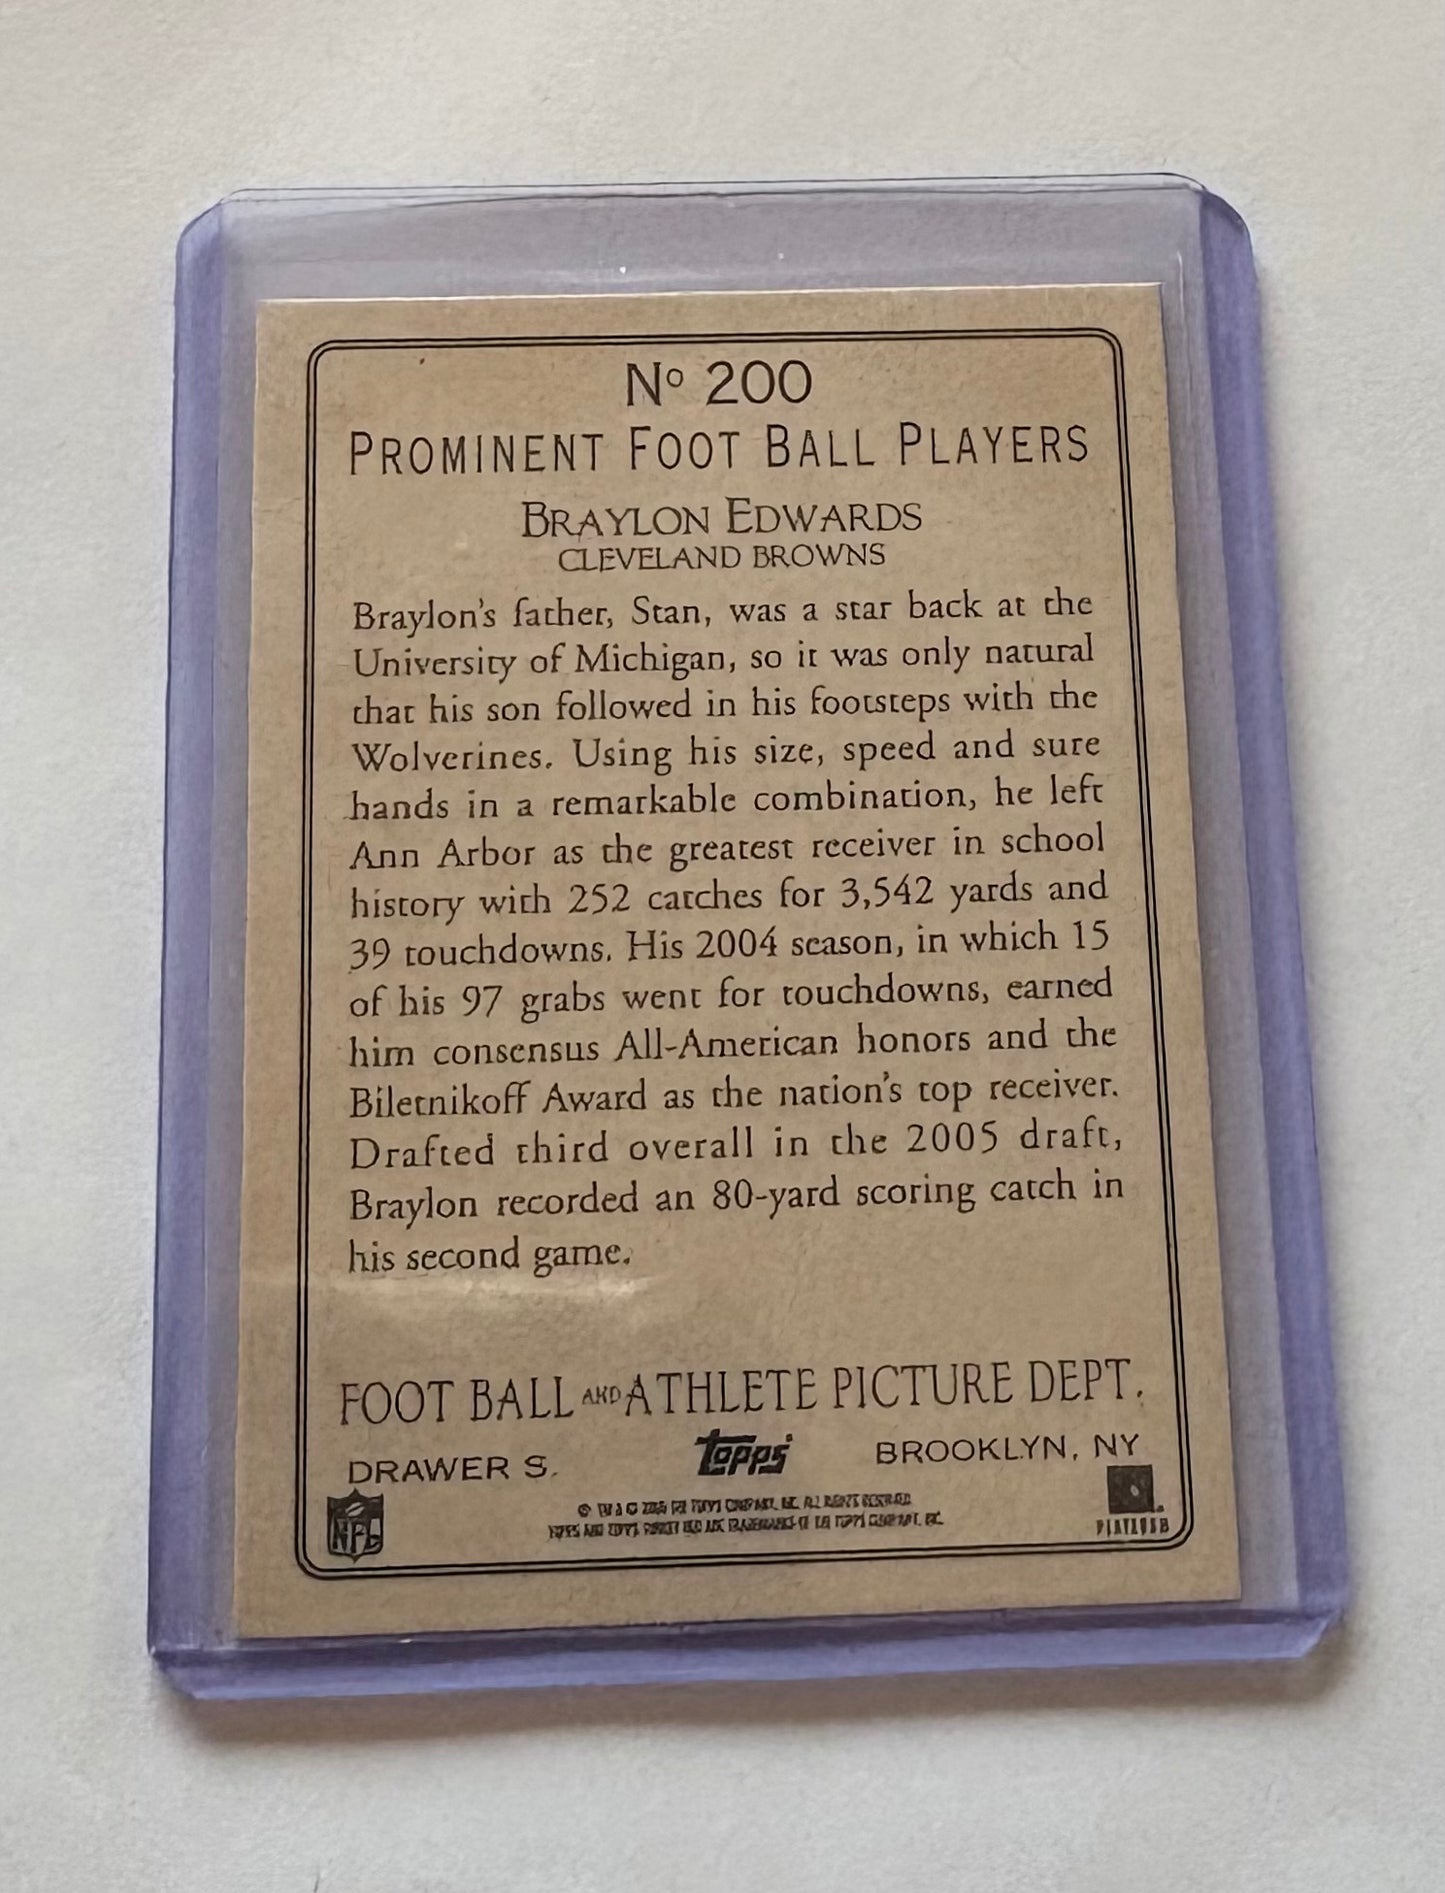 Nº 200
PROMINENT FOOT BALL PLAYERS
BRAYLON EDWARDS
CLEVELAND BROWNS
Braylon's father, Stan, was a star back at the
University of Michigan, so it was only natural
that his son followed in his footsteps with the
Wolverines. Using his size, speed and sure
hands in a remarkable combination, he left
Ann Arbor as the greatest receiver in school
history with 252 catches for 3,542 yards and
39 touchdowns. His 2004 season, in which 15
of his 97 grabs went for touchdowns, earned
him consensus All-American honors and the
Biletnikoff Award as the nation's top receiver.
Drafted third overall in the 2005 draft,
Braylon recorded an 80-yard scoring catch in
his second game.
FOOT BALL AND ATHLETE PICTURE DEPT.
DRAWER S. Topps BROOKLYN, NY
NFL